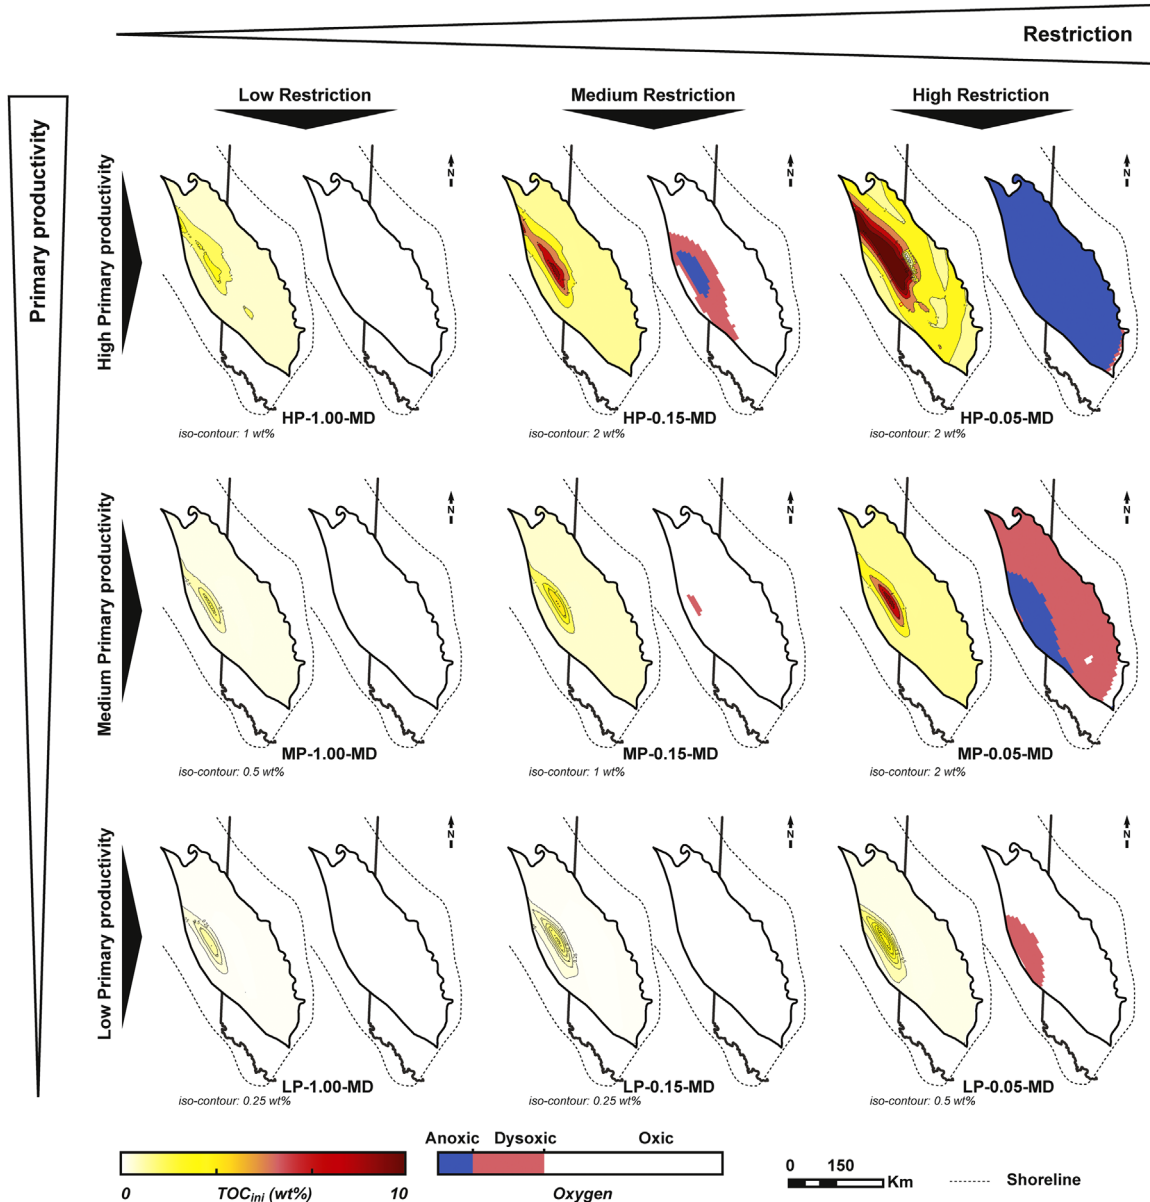 Restriction
Primary productivity
Low Restriction
Medium Restriction
High Restriction
High Primary productivity
N
N
N
HP-1.00-MD
HP-0.15-MD
HP-0.05-MD
iso-contour: 1 wt%
iso-contour: 2 wt%
iso-contour: 2 wt%
Medium Primary productivity
N
N
N
MP-1.00-MD
MP-0.15-MD
MP-0.05-MD
iso-contour: 0.5 wt%
iso-contour: 1 wt%
iso-contour: 2 wt%
Low Primary productivity
N
N
N
LP-1.00-MD
LP-0.15-MD
LP-0.05-MD
iso-contour: 0.25 wt%
iso-contour: 0.25 wt%
iso-contour: 0.5 wt%
Anoxic Dysoxic Oxic
0 TOCini (wt%) 10
Oxygen
0 150
Km
Shoreline